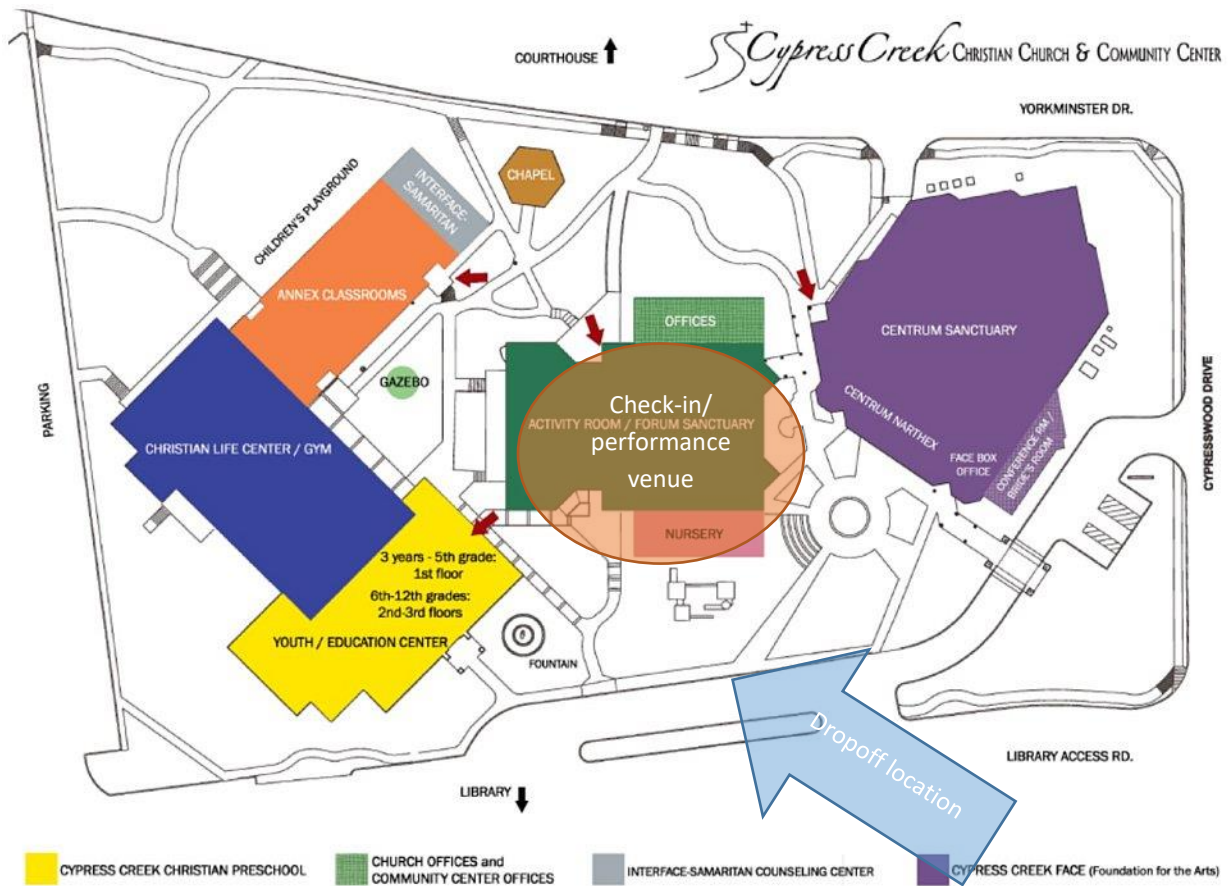 Cypress Creek CHRISTIAN CHURCH & COMMUNITY CENTER
COURTHOUSE
YORKMINSTER DR.
CHAPEL
INTERFACE-
SAMARITAN
CHILDREN'S PLAYGROUND
ANNEX CLASSROOMS
OFFICES
CENTRUM SANCTUARY
GAZEBO
PARKING
CHRISTIAN LIFE CENTER / GYM
Check-in/
ACTIVITY ROOM / FORUM SANCTUARY
performance
venue
CENTRUM NARTHEX
FACE BOX
OFFICE
CONFERENCE RM /
BRIDE'S ROOM
CYPRESSWOOD DRIVE
NURSERY
3 years - 5th grade:
1st floor
6th-12th grades:
2nd-3rd floors
YOUTH / EDUCATION CENTER
FOUNTAIN
Dropoff location
LIBRARY ACCESS RD.
LIBRARY
CYPRESS CREEK CHRISTIAN PRESCHOOL
CHURCH OFFICES and
COMMUNITY CENTER OFFICES
INTERFACE-SAMARITAN COUNSELING CENTER
CYPRESS CREEK FACE (Foundation for the Arts)